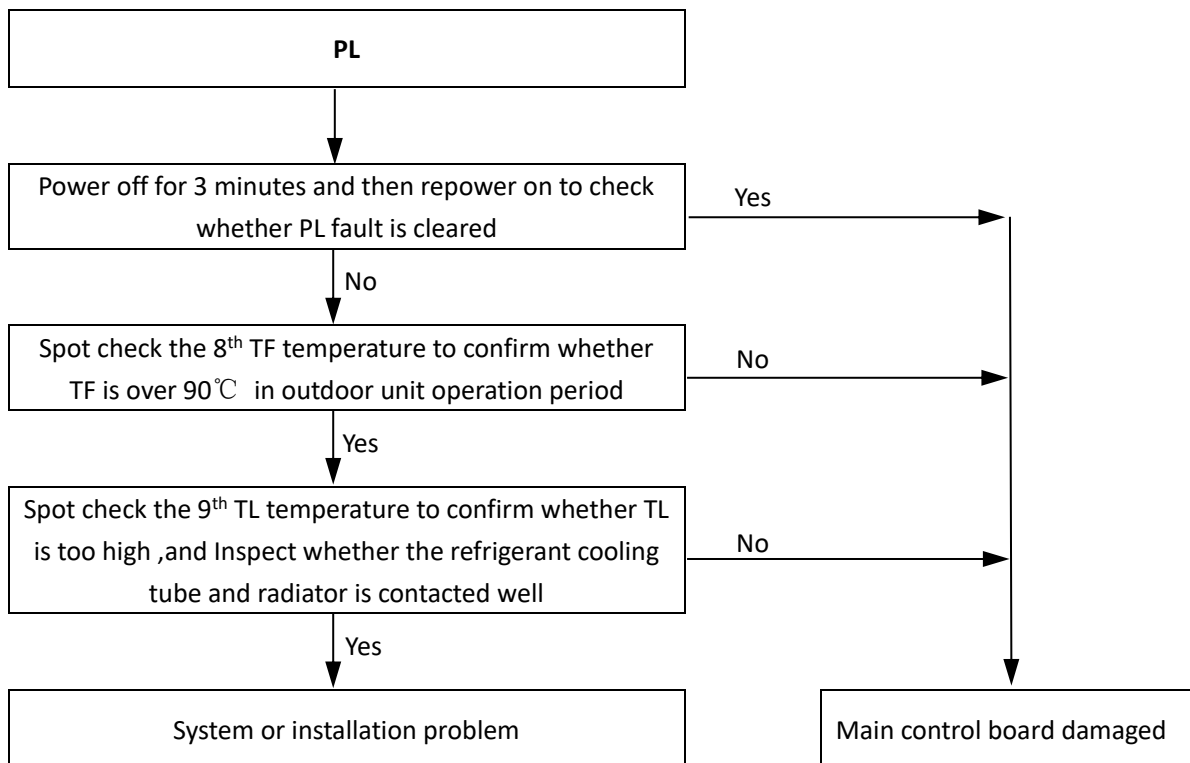 PL
Power off for 3 minutes and then repower on to check
whether PL fault is cleared
Yes
No
Spot check the 8th TF temperature to confirm whether
TF is over 90℃ in outdoor unit operation period
No
Yes
Spot check the 9th TL temperature to confirm whether TL
is too high ,and Inspect whether the refrigerant cooling
tube and radiator is contacted well
No
Yes
System or installation problem
Main control board damaged